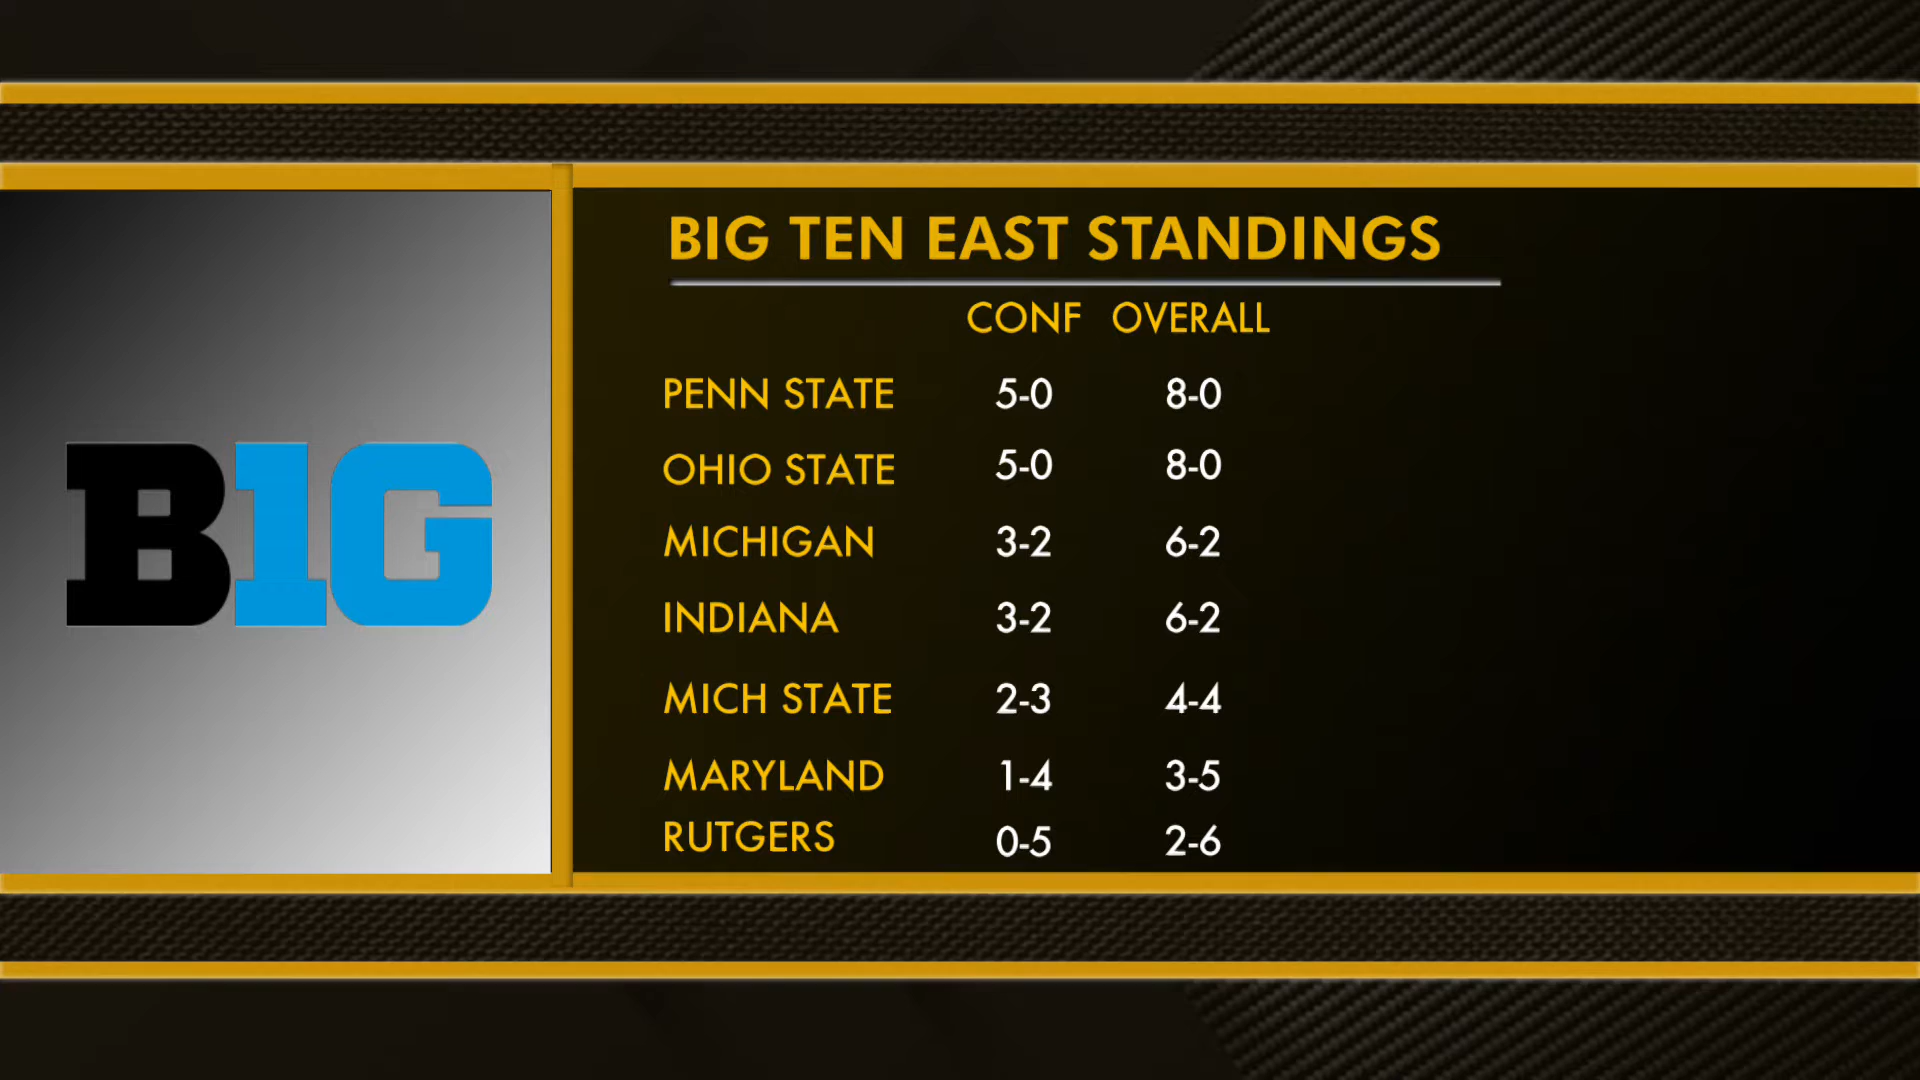 BIG TEN EAST STANDINGS
CONF OVERALL
PENN STATE 5-0 8-0
OHIO STATE 5-0 8-0
MICHIGAN 3-2 6-2
INDIANA 3-2 6-2
MICH STATE 2-3 4-4
MARYLAND 1-4 3-5
RUTGERS 0-5 2-6
B1G